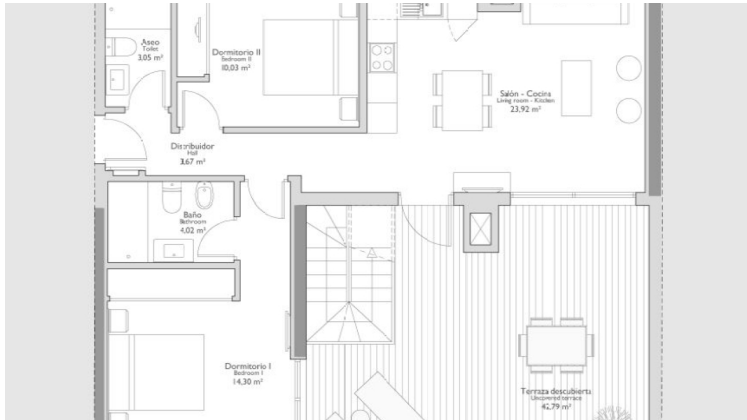 Aseo
Toilet
3,05 m²
Dormitorio II
Bedroom II
10,03 m²
Salón - Cocina
Living room - Kitchen
23,92 m²
Distribuidor
Hall
3,67 m²
Baño
Bathroom
4,02 m²
Dormitorio I
Bedroom I
14,30 m²
Terraza descubierta
Uncovered terrace
42,79 m²